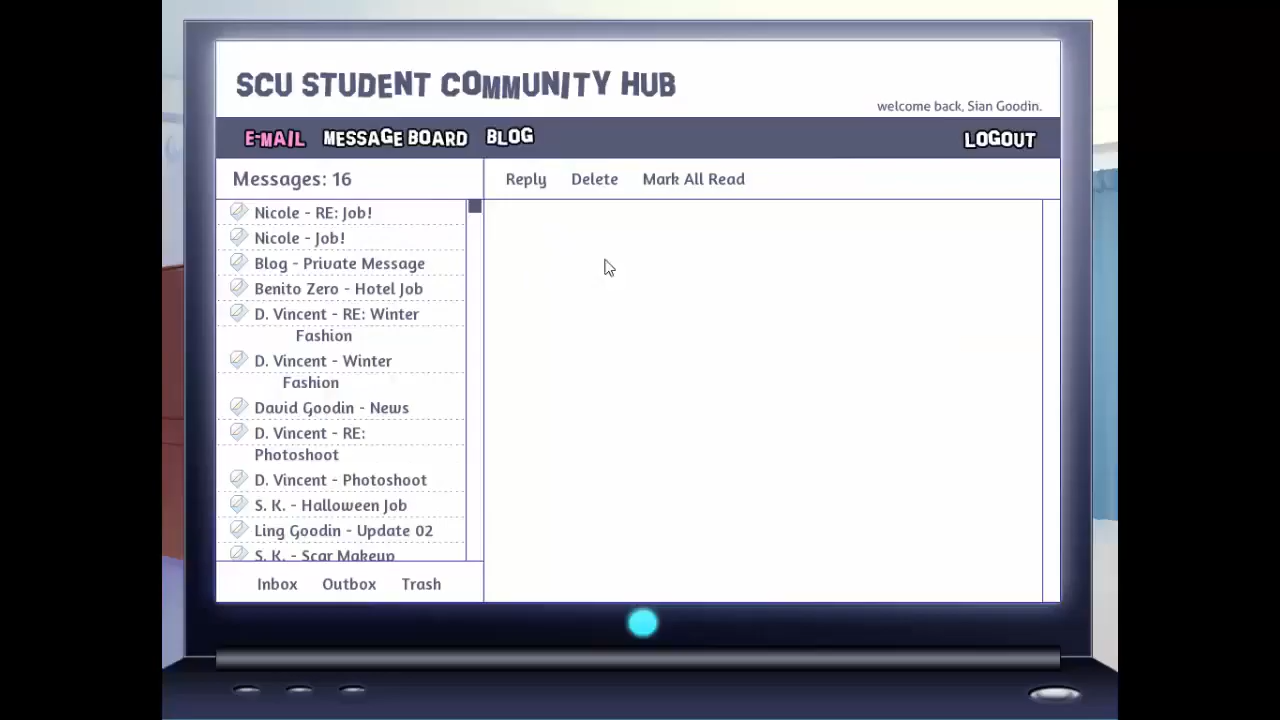 SCU STUDENT COMMUNITY HUB
welcome back, Sian Goodin.
E-MAIL MESSAGE BOARD BLOG LOGOUT
Messages: 16 Reply Delete Mark All Read
Nicole - RE: Job!
Nicole - Job!
Blog - Private Message
Benito Zero - Hotel Job
D. Vincent - RE: Winter
Fashion
D. Vincent - Winter
Fashion
David Goodin - News
D. Vincent - RE:
Photoshoot
D. Vincent - Photoshoot
S. K. - Halloween Job
Ling Goodin - Update 02
S. K. - Scar Makeup
Inbox Outbox Trash